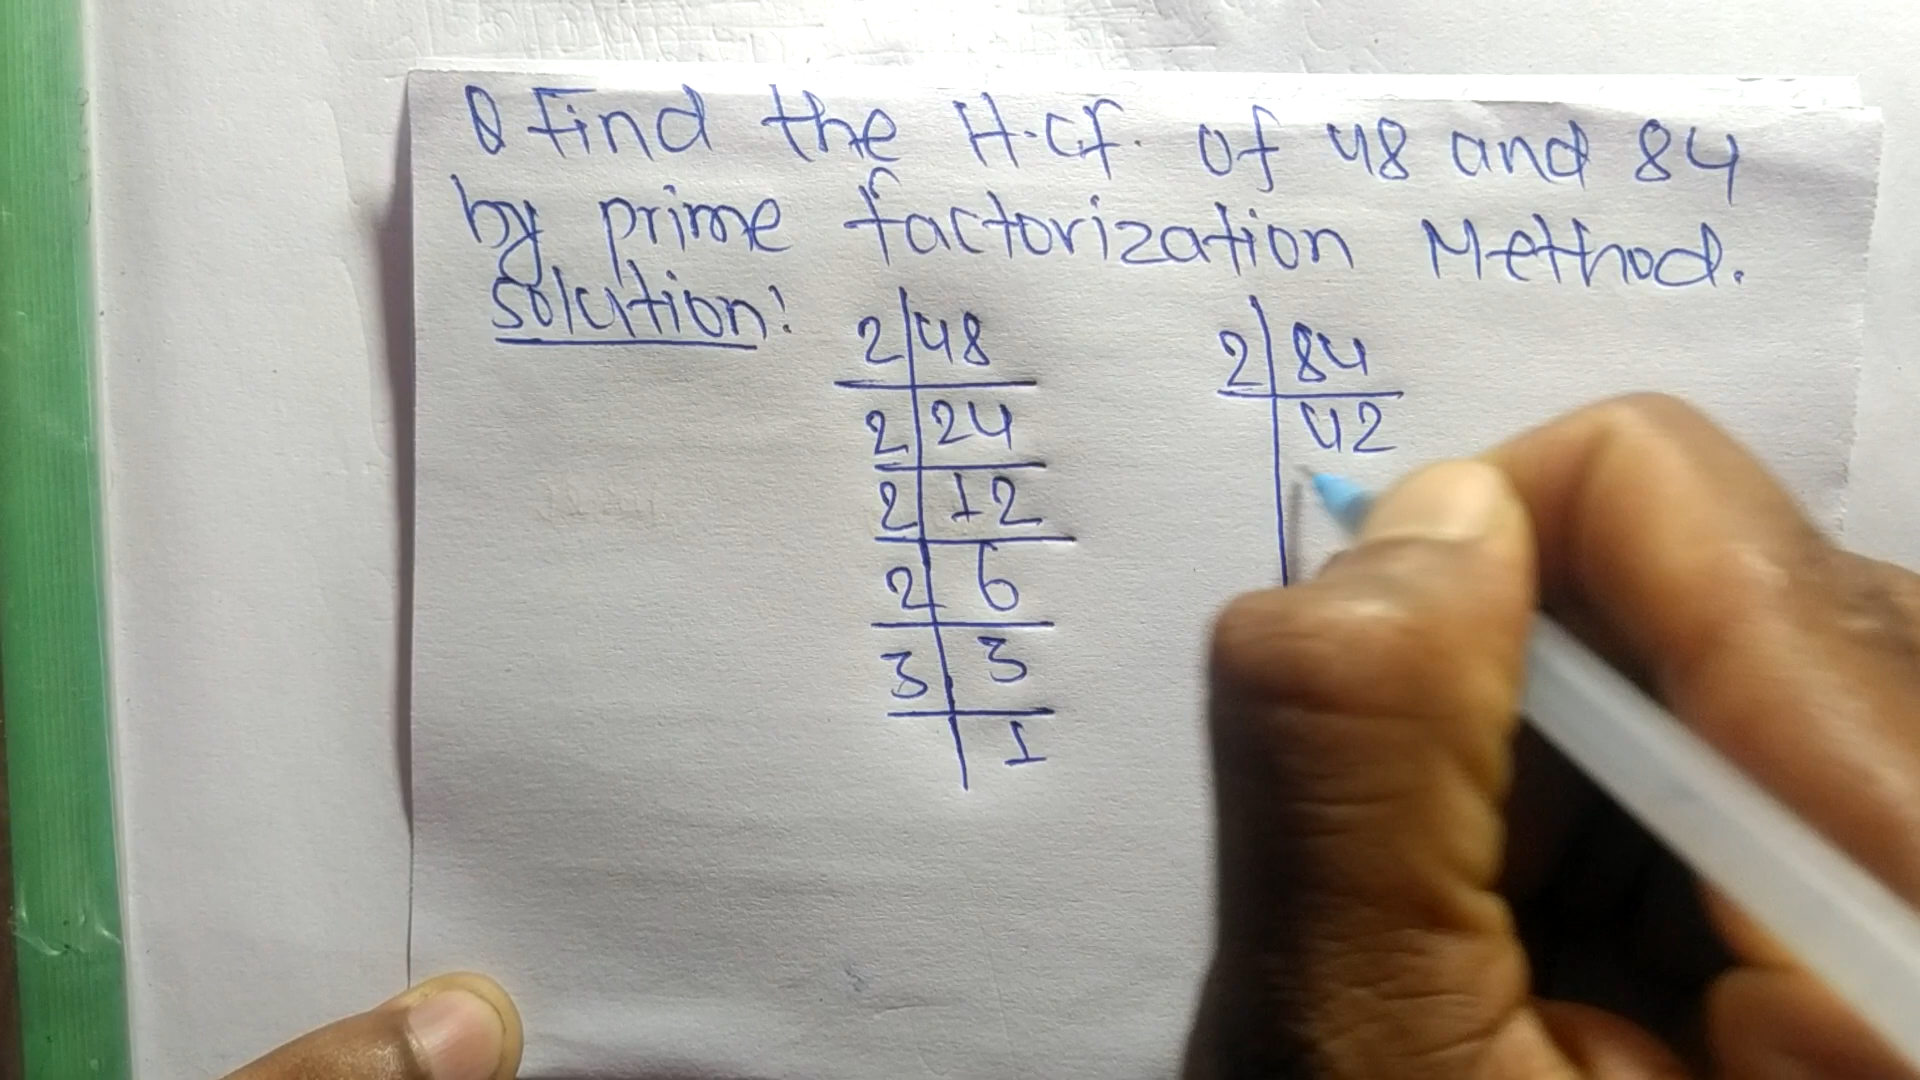 Q Find the H.CF. of 48 and 84
by prime factorization Method.
Solution:
2 48
2 24
2 12
2 6
3 3
1
2 84
42